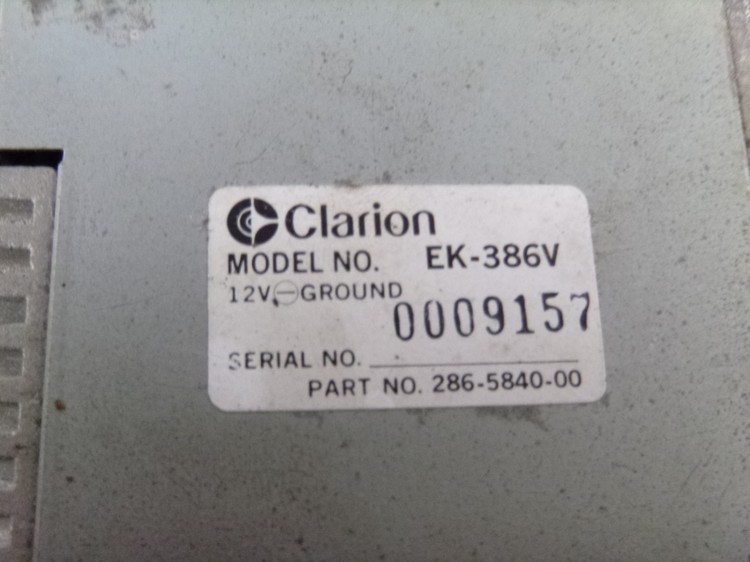 Clarion
MODEL NO. EK-386V
12V ⊖ GROUND
0009157
SERIAL NO.
PART NO. 286-5840-00